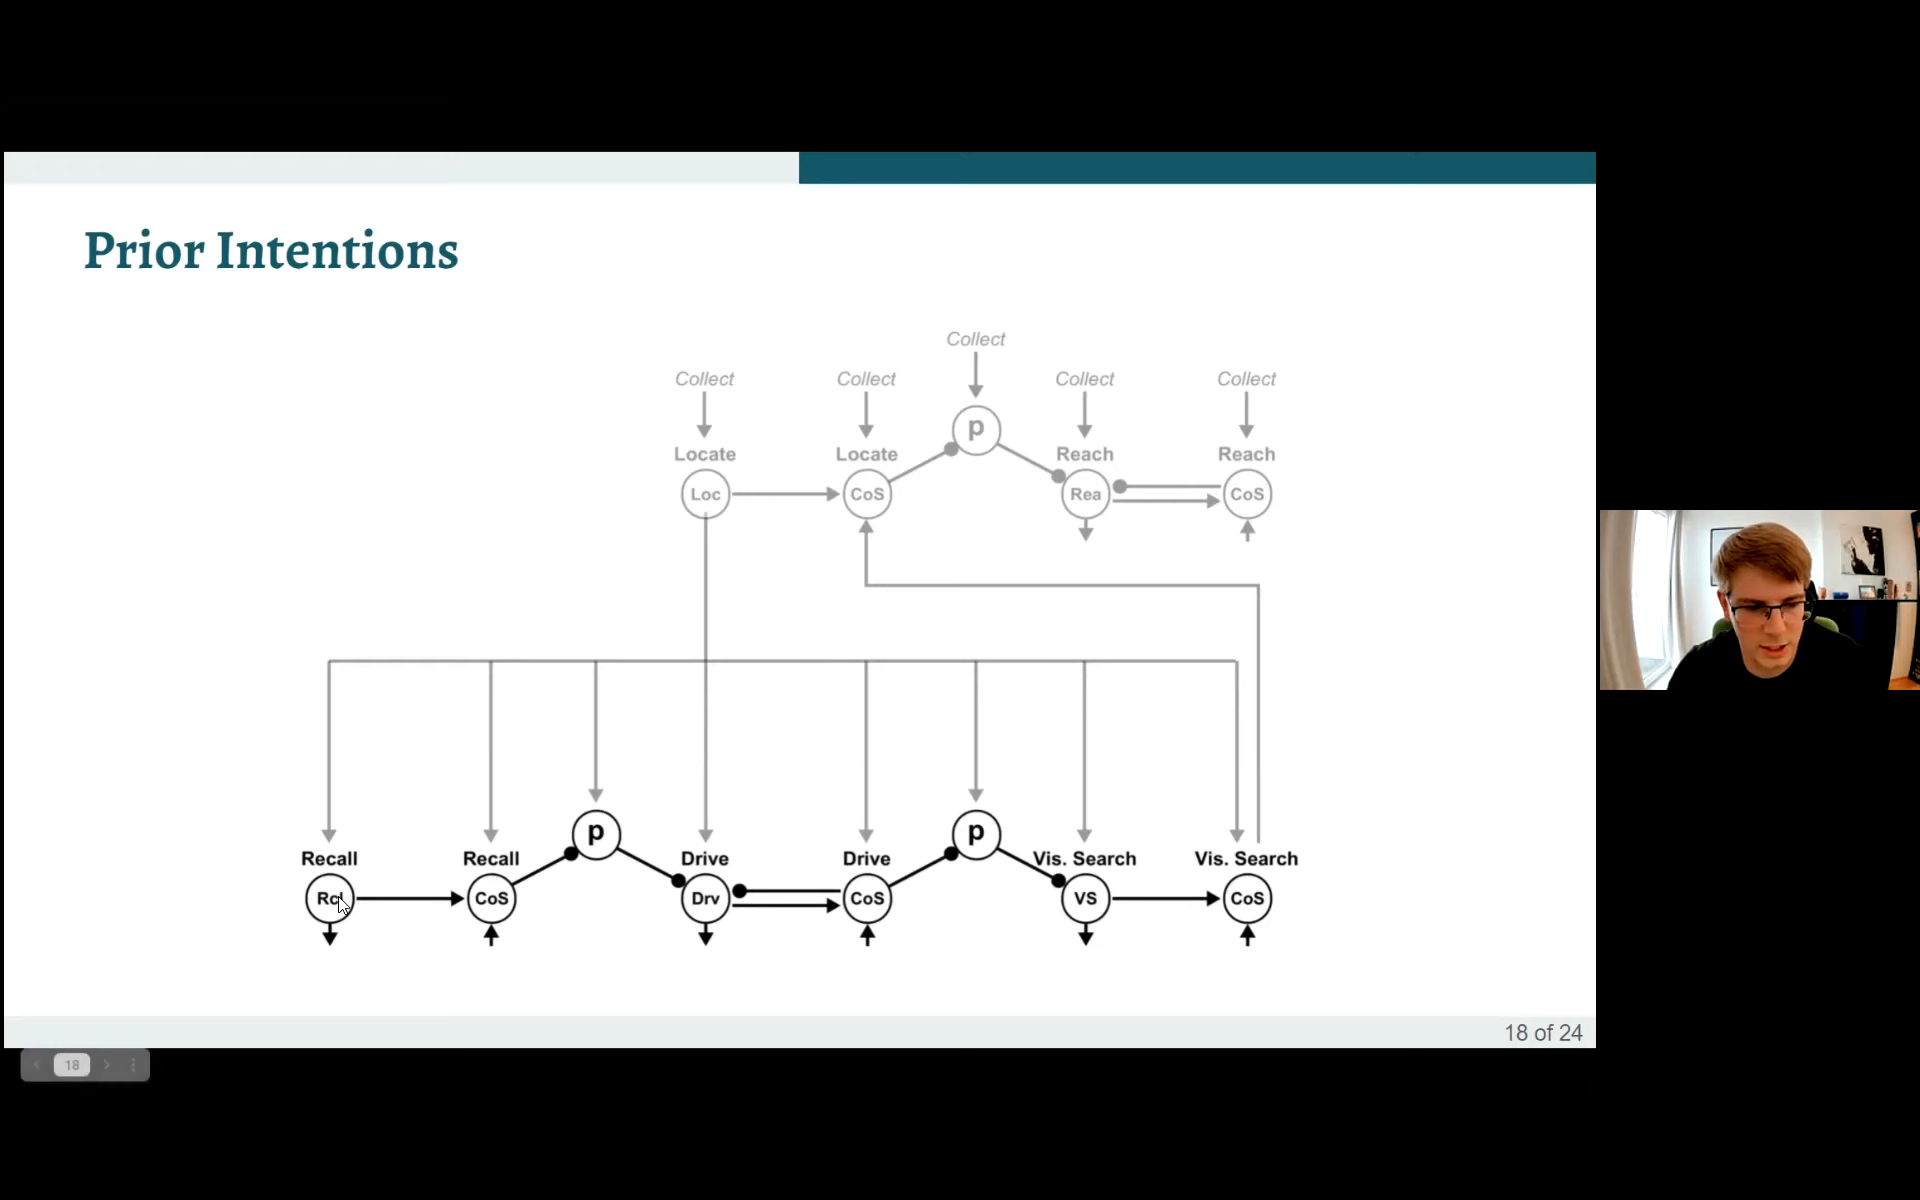 Prior Intentions
Collect
Collect Collect Collect Collect
p
Locate Locate Reach Reach
Loc CoS Rea CoS
p p
Recall Recall Drive Drive Vis. Search Vis. Search
CoS Drv CoS VS CoS
18 of 24
18